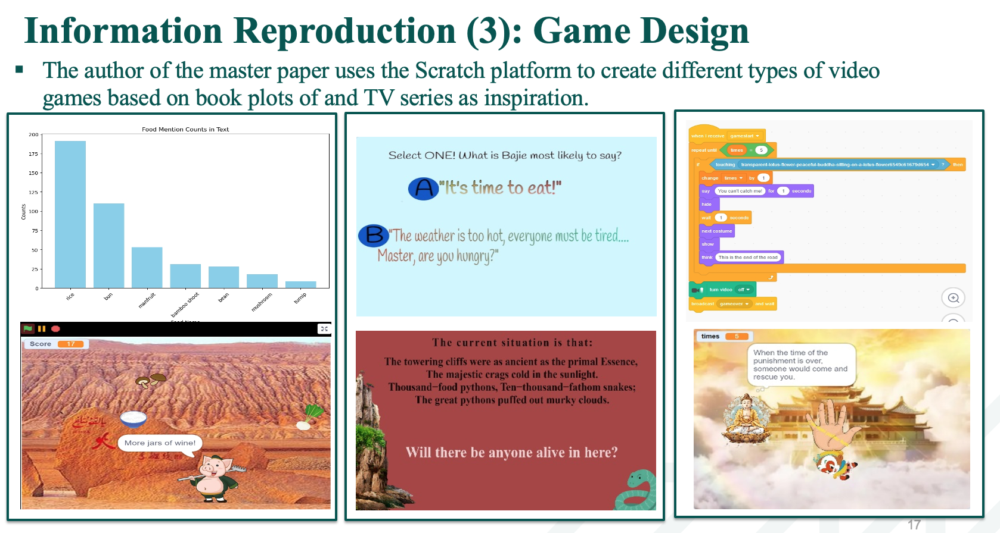 Information Reproduction (3): Game Design
The author of the master paper uses the Scratch platform to create different types of video
games based on book plots of and TV series as inspiration.
Food Mention Counts in Text
200
175
150
125
100
75
50
25
0
Counts
rice
bun
manfruit
bamboo shoot
bean
mushroom
turnip
Score 17
More jars of wine!
Select ONE! What is Bajie most likely to say?
A "It's time to eat!"
B "The weather is too hot, everyone must be tired....
Master, are you hungry?"
The current situation is that:
The towering cliffs were as ancient as the primal Essence,
The majestic crags cold in the sunlight.
Thousand-food pythons, Ten-thousand-fathom snakes;
The great pythons puffed out murky clouds.
Will there be anyone alive in here?
when I receive gamestart
repeat until times = 5
if touching transparent-lotus-flower-peaceful-buddha-sitting-on-a-lotus-flower6549c61679d654 ? then
change times by 1
say You can't catch me! for 1 seconds
hide
wait 1 seconds
next costume
show
think This is the end of the road
turn video off
broadcast gameover and wait
times 5
When the time of the
punishment is over,
someone would come and
rescue you.
17